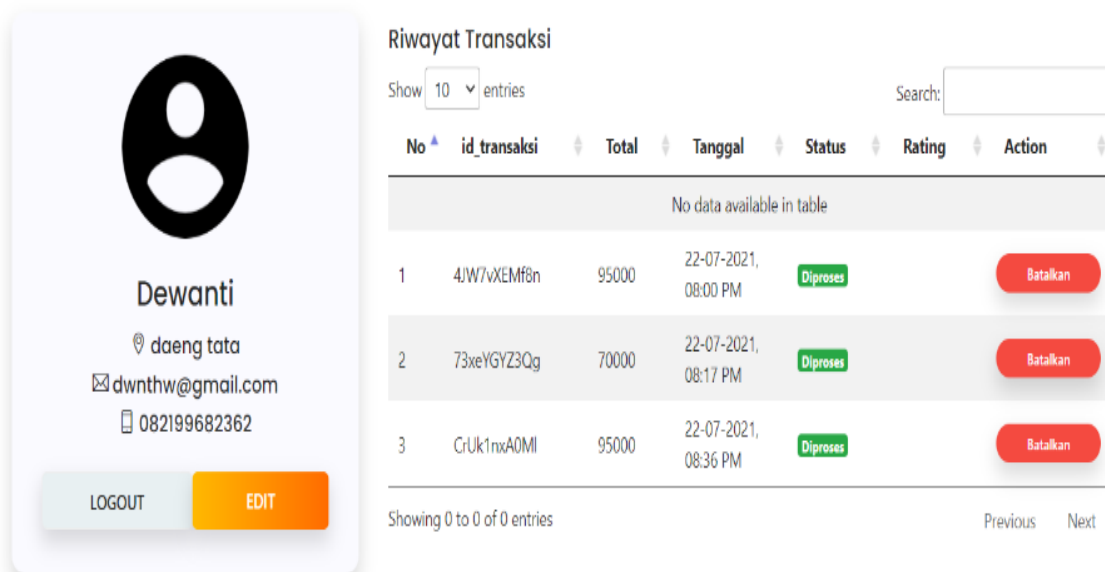 Dewanti
daeng tata
dwnthw@gmail.com
082199682362
LOGOUT EDIT
Riwayat Transaksi
Show 10 entries Search:
No id_transaksi Total Tanggal Status Rating Action
No data available in table
1 4JW7vXEMf8n 95000 22-07-2021, 08:00 PM Diproses Batalkan
2 73xeYGYZ3Qg 70000 22-07-2021, 08:17 PM Diproses Batalkan
3 CrUk1nxA0Ml 95000 22-07-2021, 08:36 PM Diproses Batalkan
Showing 0 to 0 of 0 entries Previous Next